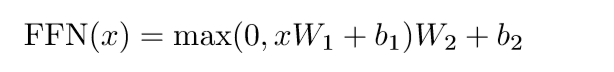 FFN(x) = max(0, xW₁ + b₁)W₂ + b₂